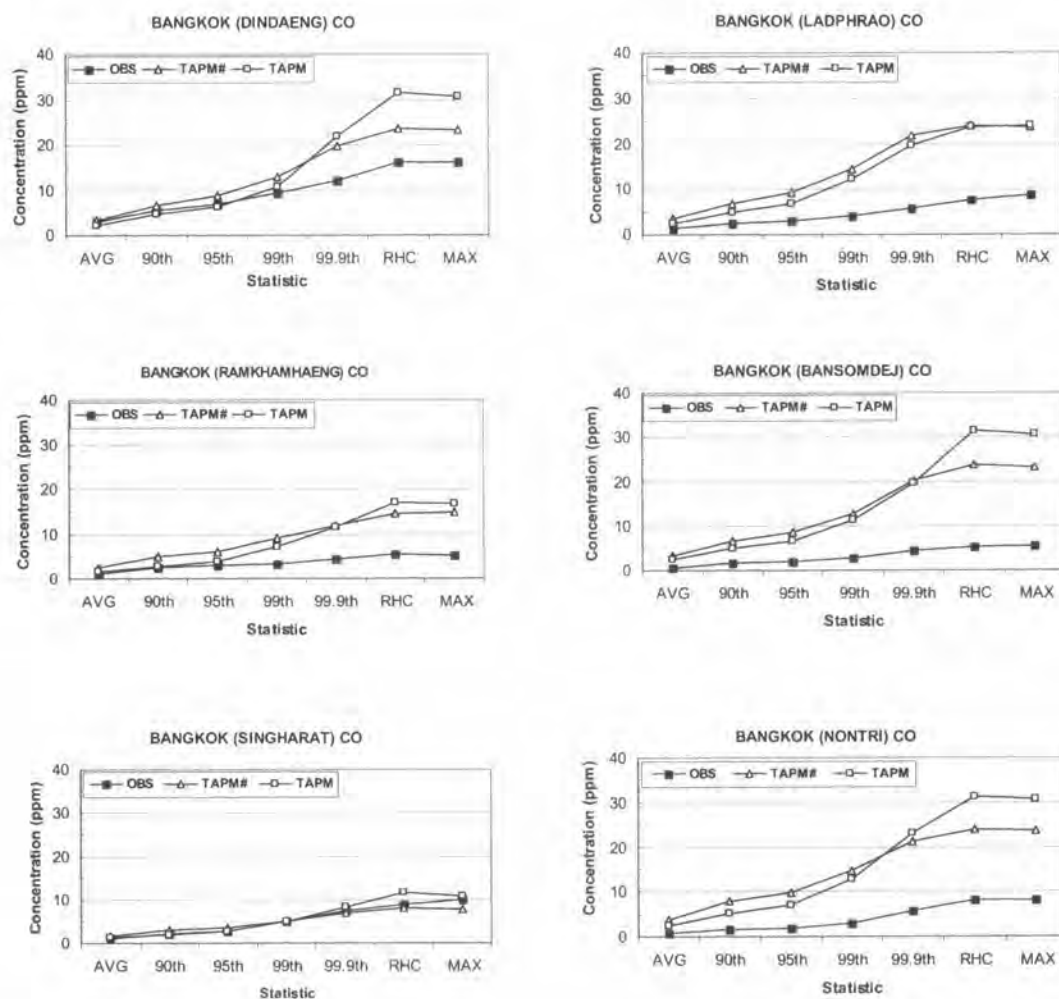 BANGKOK (DINDAENG) CO
Concentration (ppm)
40
30
20
10
0
OBS TAPM# TAPM
AVG 90th 95th 99th 99.9th RHC MAX
Statistic
BANGKOK (LADPHRAO) CO
Concentration (ppm)
40
30
20
10
0
OBS TAPM# TAPM
AVG 90th 95th 99th 99.9th RHC MAX
Statistic
BANGKOK (RAMKHAMHAENG) CO
Concentration (ppm)
40
30
20
10
0
OBS TAPM# TAPM
AVG 90th 95th 99th 99.9th RHC MAX
Statistic
BANGKOK (BANSOMDEJ) CO
Concentration (ppm)
40
30
20
10
0
OBS TAPM# TAPM
AVG 90th 95th 99th 99.9th RHC MAX
Statistic
BANGKOK (SINGHARAT) CO
Concentration (ppm)
40
30
20
10
0
OBS TAPM# TAPM
AVG 90th 95th 99th 99.9th RHC MAX
Statistic
BANGKOK (NONTRI) CO
Concentration (ppm)
40
30
20
10
0
OBS TAPM# TAPM
AVG 90th 95th 99th 99.9th RHC MAX
Statistic